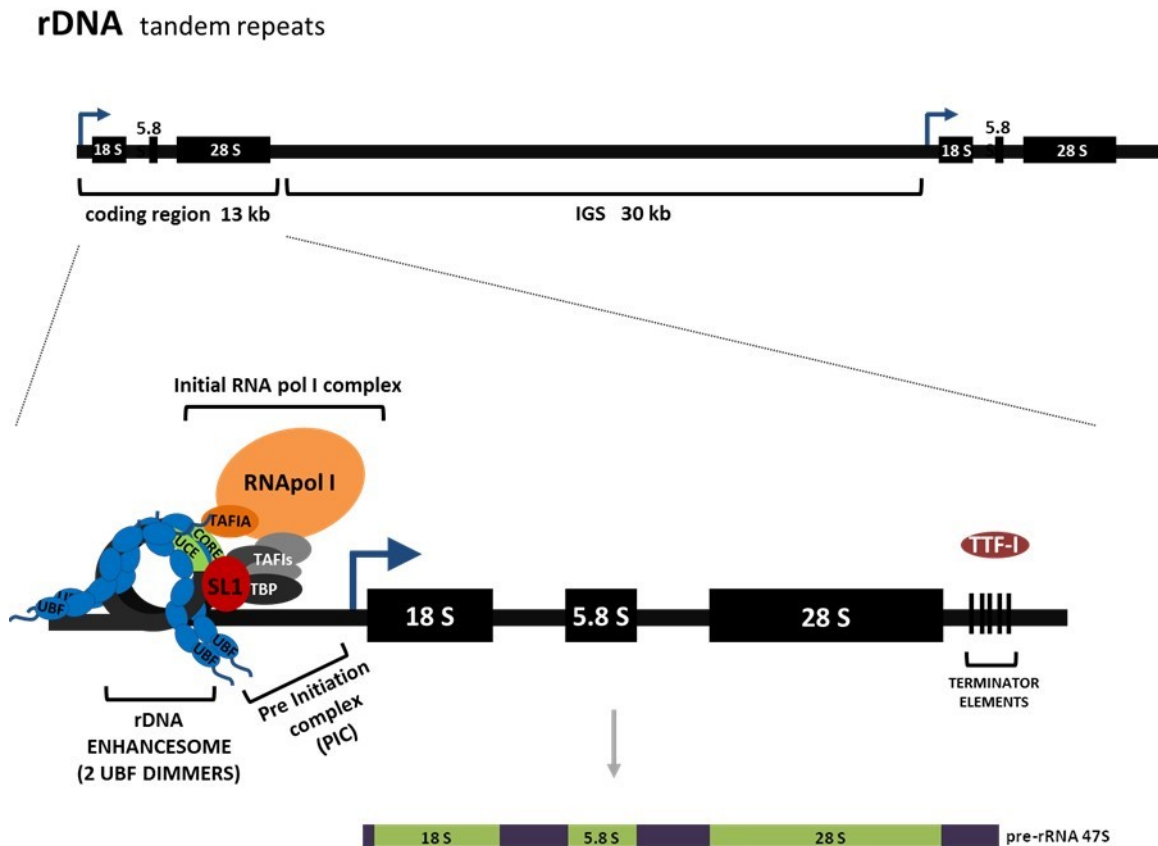 rDNA tandem repeats
5.8
5.8
18 S
28 S
18 S
28 S
coding region 13 kb
IGS 30 kb
Initial RNA pol I complex
RNApol I
TAFIA
CORE
UCE
TAFIs
SL1
TBP
TTF-I
UBF
UBF
UBF
18 S
5.8 S
28 S
TERMINATOR
ELEMENTS
Pre Initiation
complex
(PIC)
rDNA
ENHANCESOME
(2 UBF DIMMERS)
18 S
5.8 S
28 S
pre-rRNA 47S